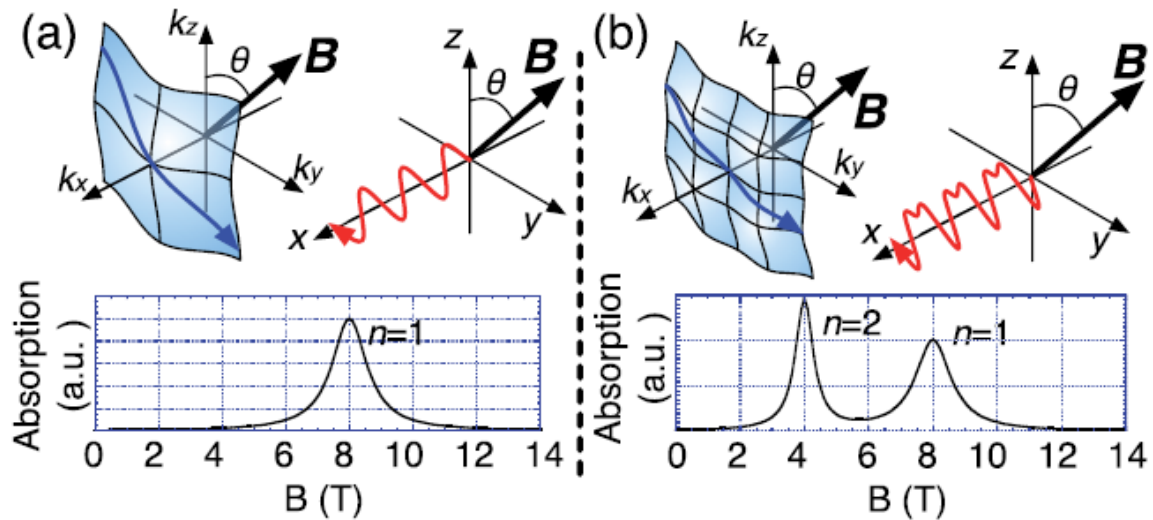 (a)
kz
θ
B
kx
ky
z
B
θ
x
y
Absorption
(a.u. )
n=1
0 2 4 6 8 10 12 14
B (T)
(b)
kz
θ
B
kx
ky
z
B
θ
x
y
Absorption
(a.u. )
n=2
n=1
0 2 4 6 8 10 12 14
B (T)